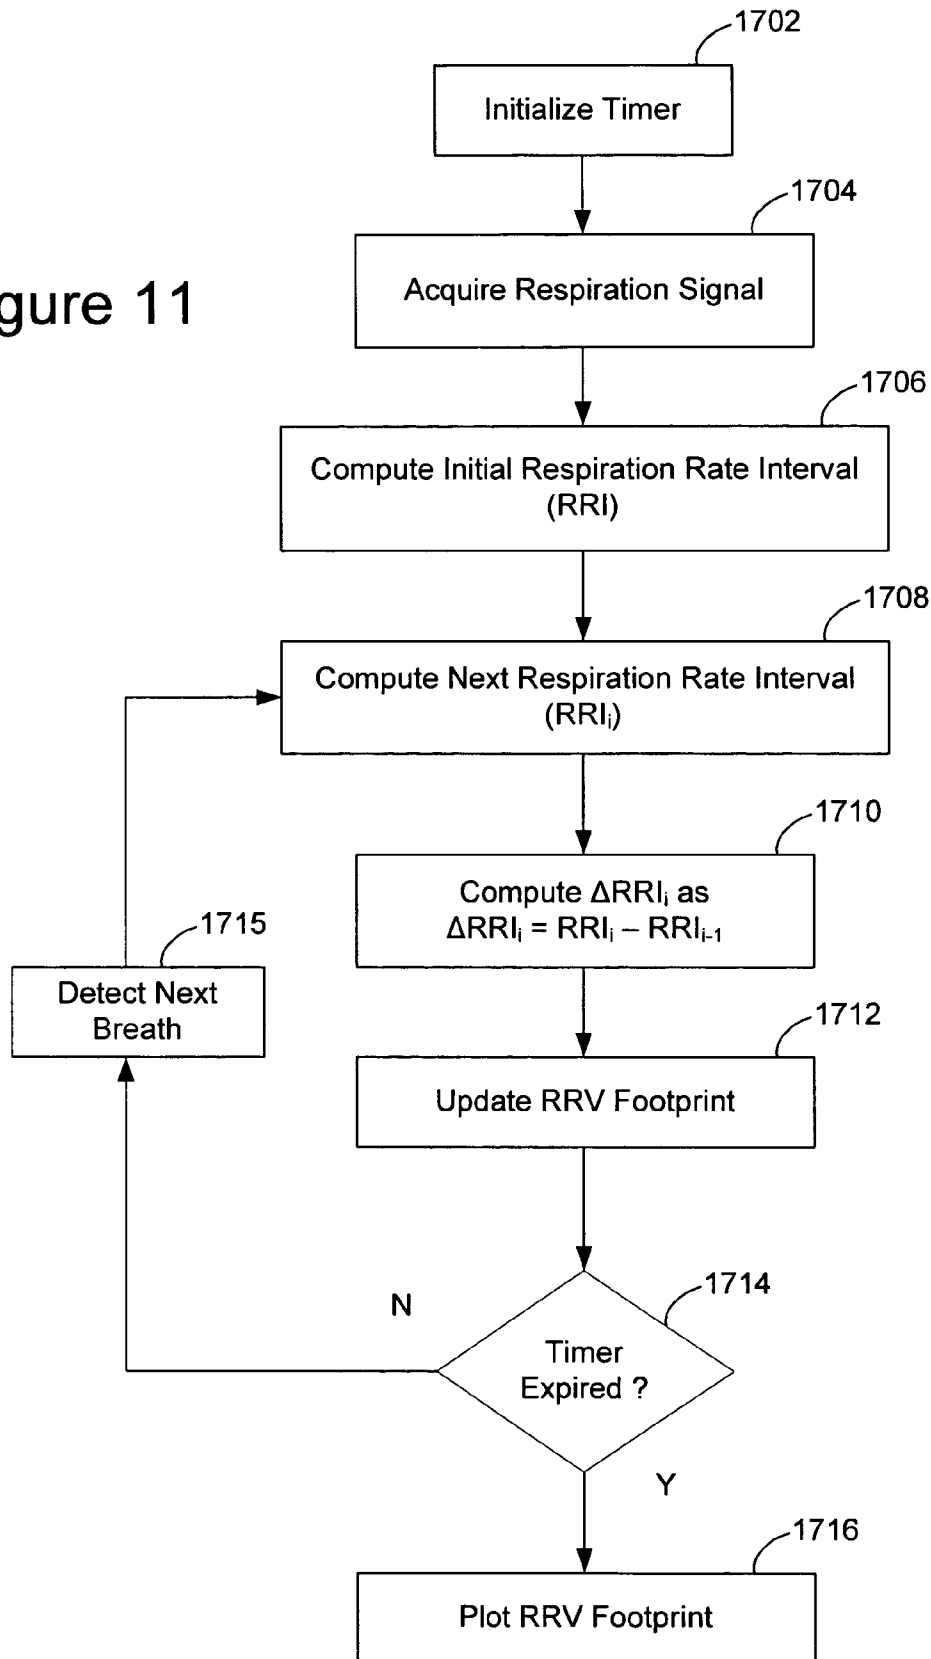 1702
Initialize Timer
1704
Acquire Respiration Signal
gure 11
1706
Compute Initial Respiration Rate Interval
(RRI)
1708
Compute Next Respiration Rate Interval
(RRIᵢ)
1710
Compute ΔRRIᵢ as
ΔRRIᵢ = RRIᵢ – RRIᵢ₋₁
1715
Detect Next
Breath
1712
Update RRV Footprint
1714
N
Timer
Expired ?
Y
1716
Plot RRV Footprint